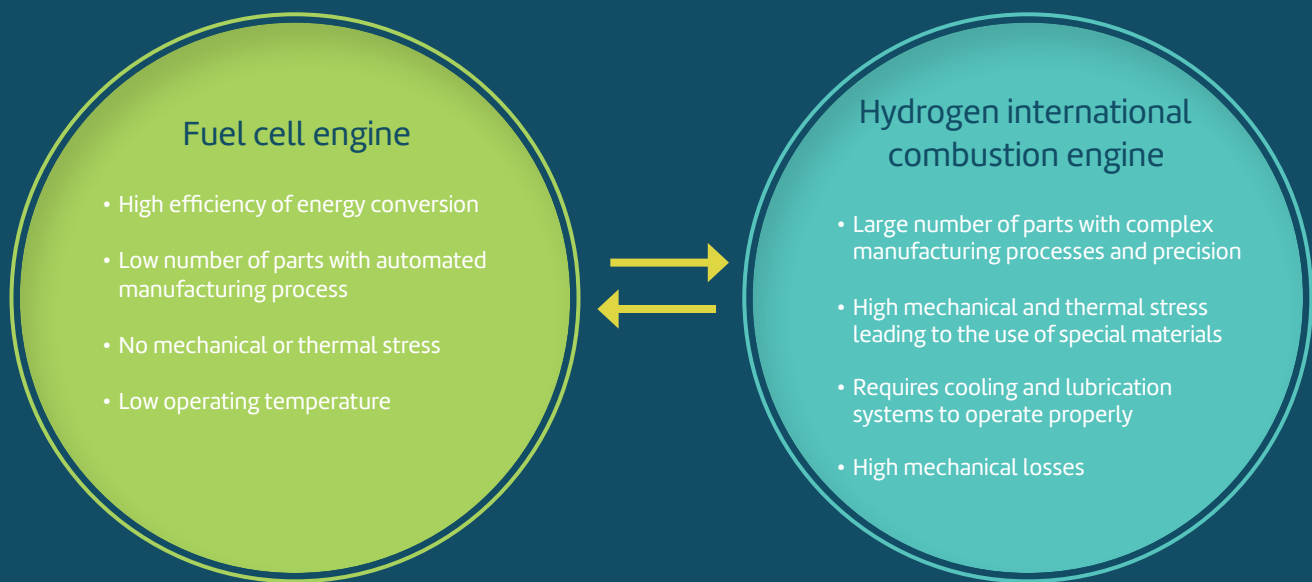 Fuel cell engine
• High efficiency of energy conversion
• Low number of parts with automated
manufacturing process
• No mechanical or thermal stress
• Low operating temperature
Hydrogen international
combustion engine
• Large number of parts with complex
manufacturing processes and precision
• High mechanical and thermal stress
leading to the use of special materials
• Requires cooling and lubrication
systems to operate properly
• High mechanical losses